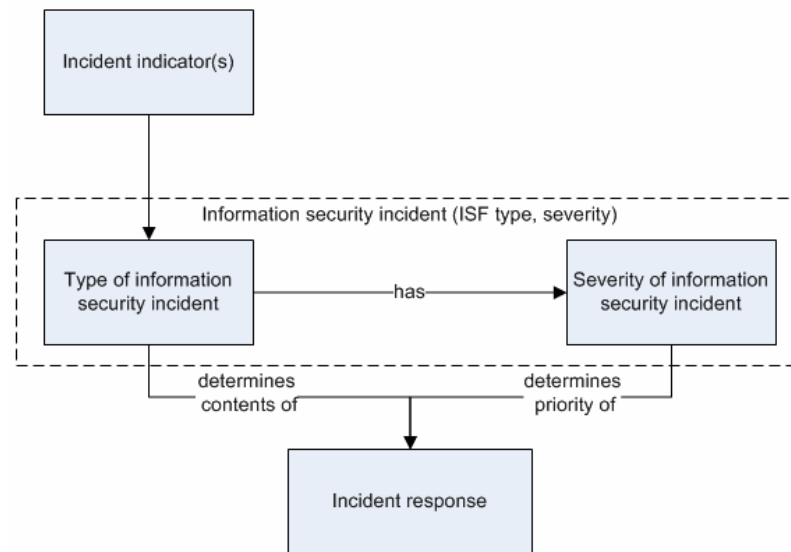 Incident indicator(s)
Information security incident (ISF type, severity)
Type of information
security incident
has
Severity of information
security incident
determines
contents of
determines
priority of
Incident response